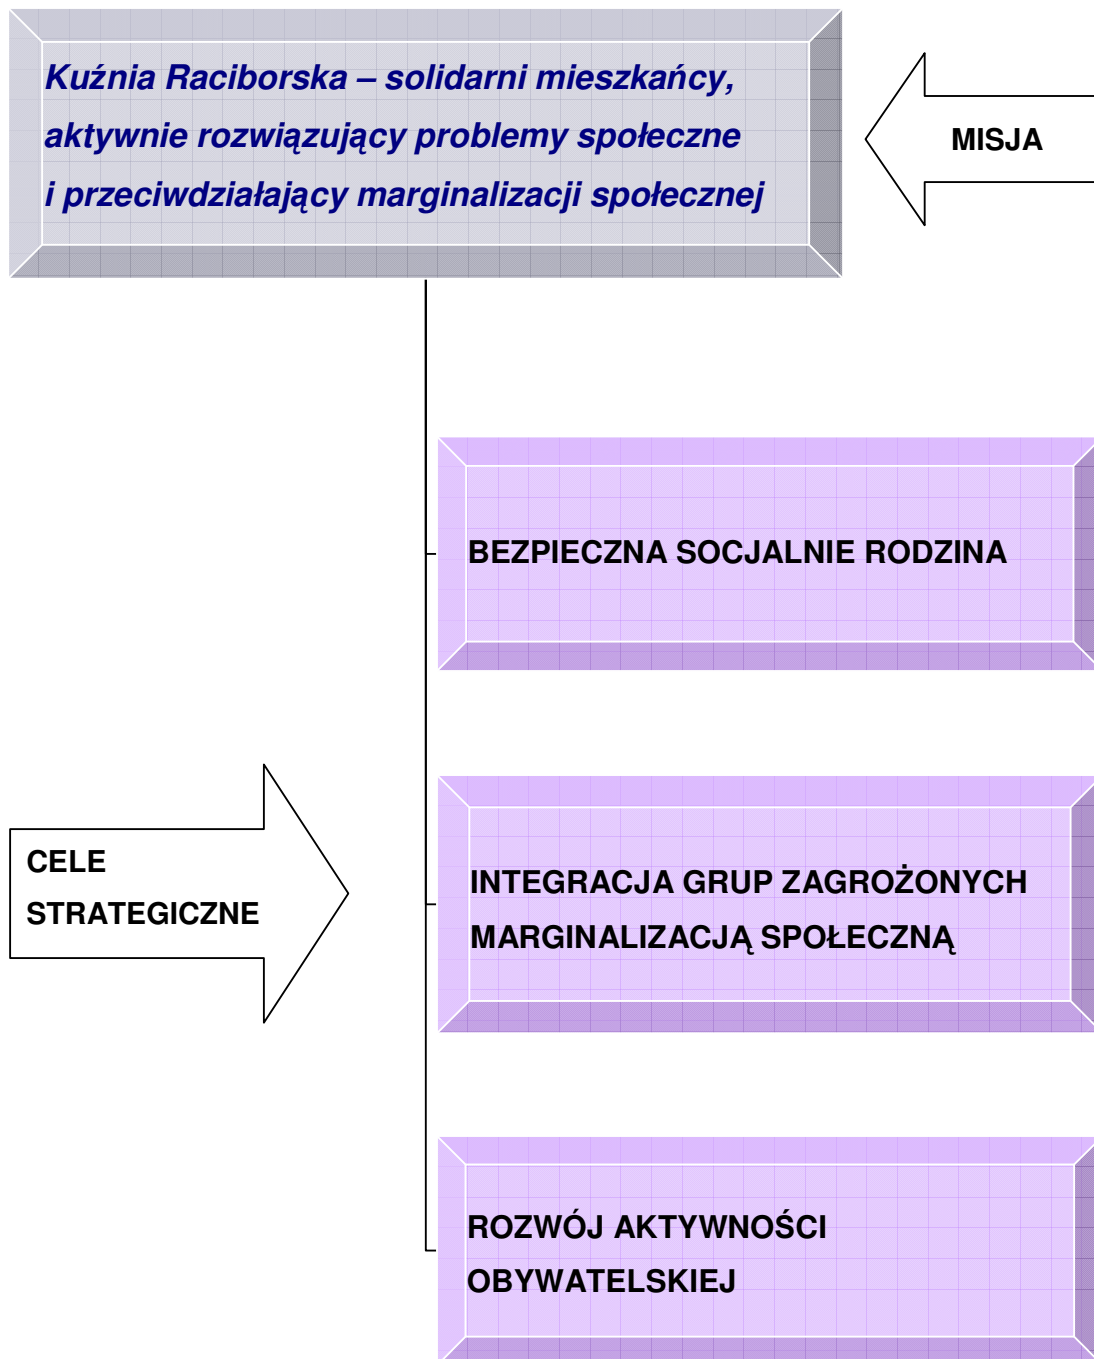 Kuźnia Raciborska – solidarni mieszkańcy,
aktywnie rozwiązujący problemy społeczne
i przeciwdziałający marginalizacji społecznej
MISJA
BEZPIECZNA SOCJALNIE RODZINA
CELE
STRATEGICZNE
INTEGRACJA GRUP ZAGROŻONYCH
MARGINALIZACJĄ SPOŁECZNĄ
ROZWÓJ AKTYWNOŚCI
OBYWATELSKIEJ